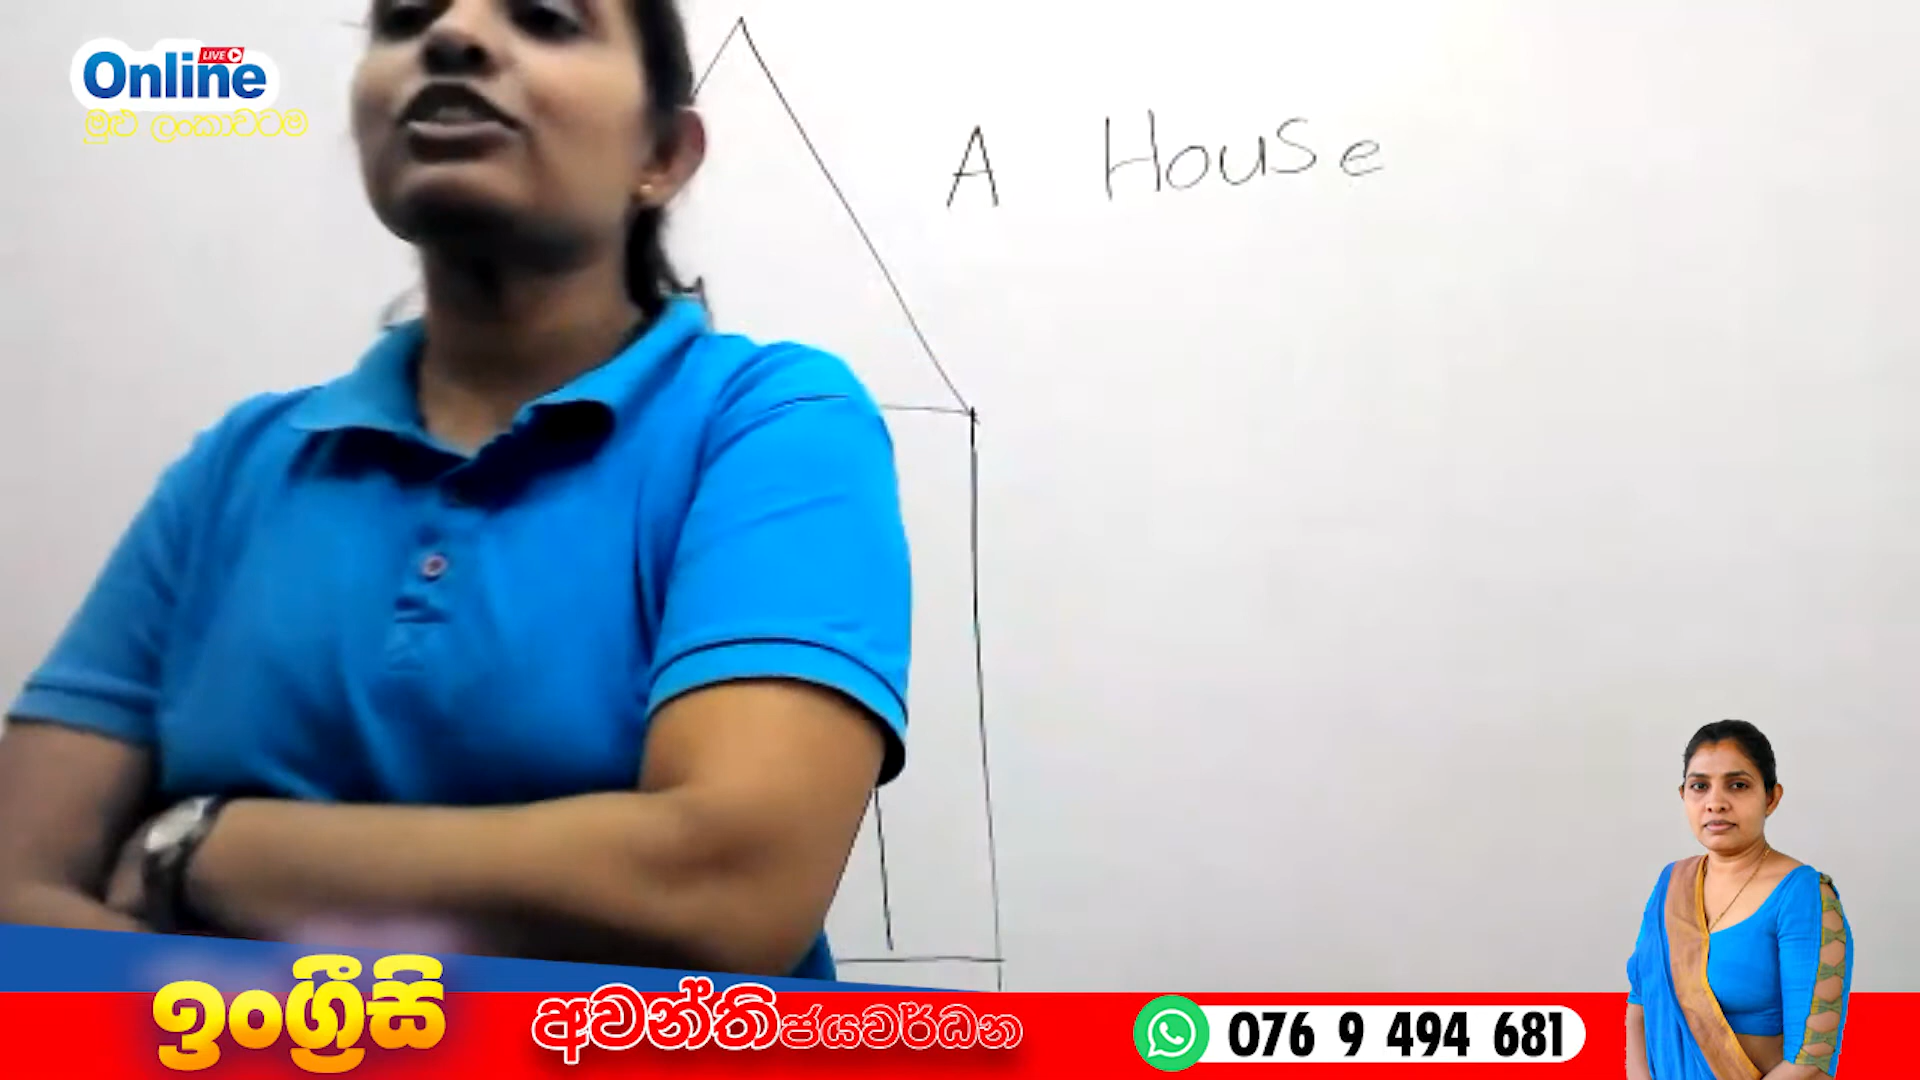 Online LIVE
මුළු ලංකාවටම
A House
ඉංග්‍රීසි
අවන්ති ජයවර්ධන
076 9 494 681